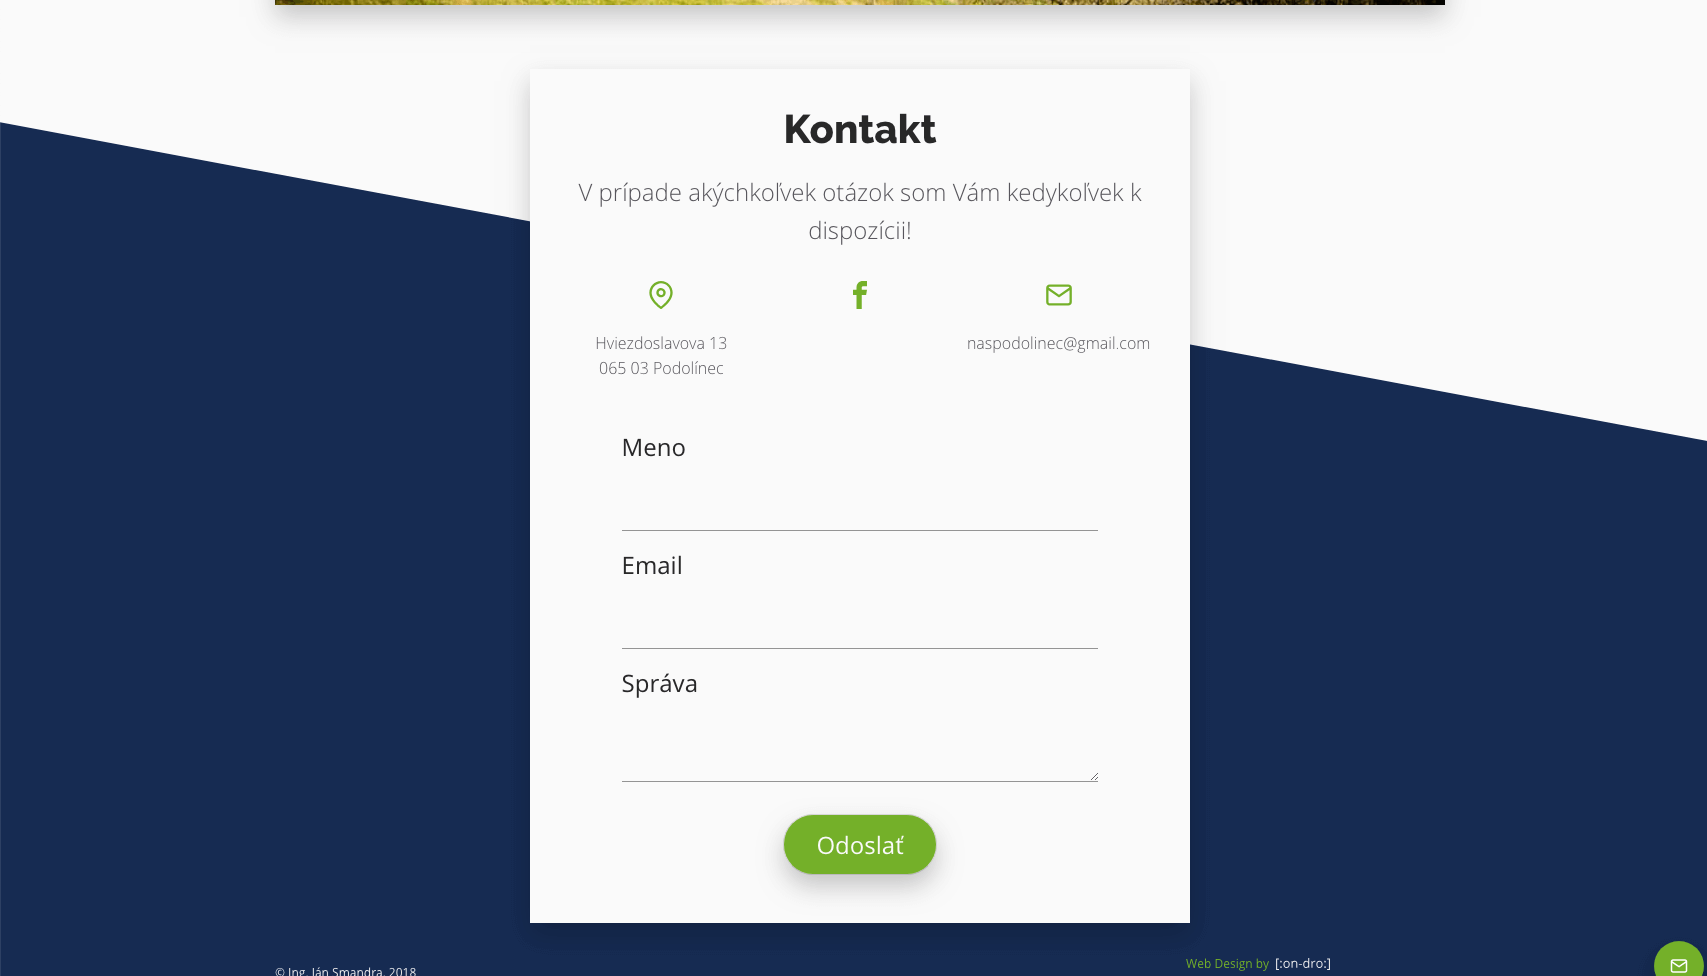 Kontakt
V prípade akýchkoľvek otázok som Vám kedykoľvek k
dispozícii!
Hviezdoslavova 13
065 03 Podolínec
naspodolinec@gmail.com
Meno
Email
Správa
Odoslať
Web Design by [:on-dro:]
© Ing. Ján Smandra, 2018